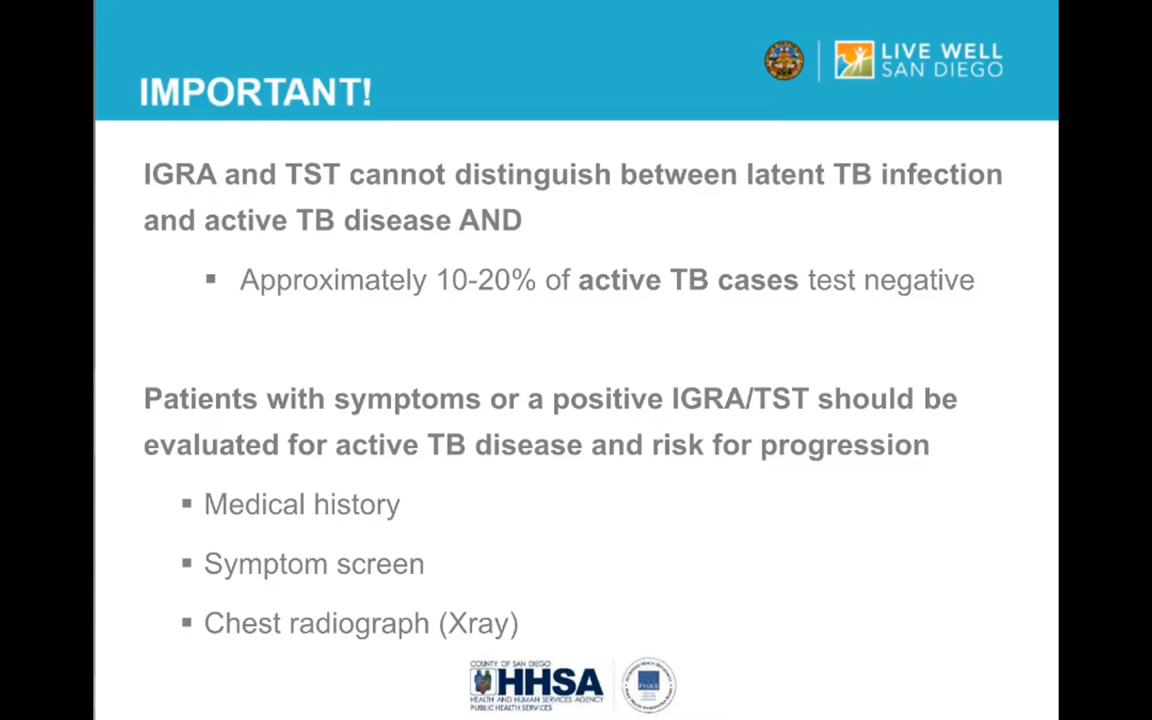 LIVE WELL
SAN DIEGO
IMPORTANT!
IGRA and TST cannot distinguish between latent TB infection
and active TB disease AND
▪ Approximately 10-20% of active TB cases test negative
Patients with symptoms or a positive IGRA/TST should be
evaluated for active TB disease and risk for progression
▪ Medical history
▪ Symptom screen
▪ Chest radiograph (Xray)
COUNTY OF SAN DIEGO
HHSA
HEALTH AND HUMAN SERVICES AGENCY
PUBLIC HEALTH SERVICES